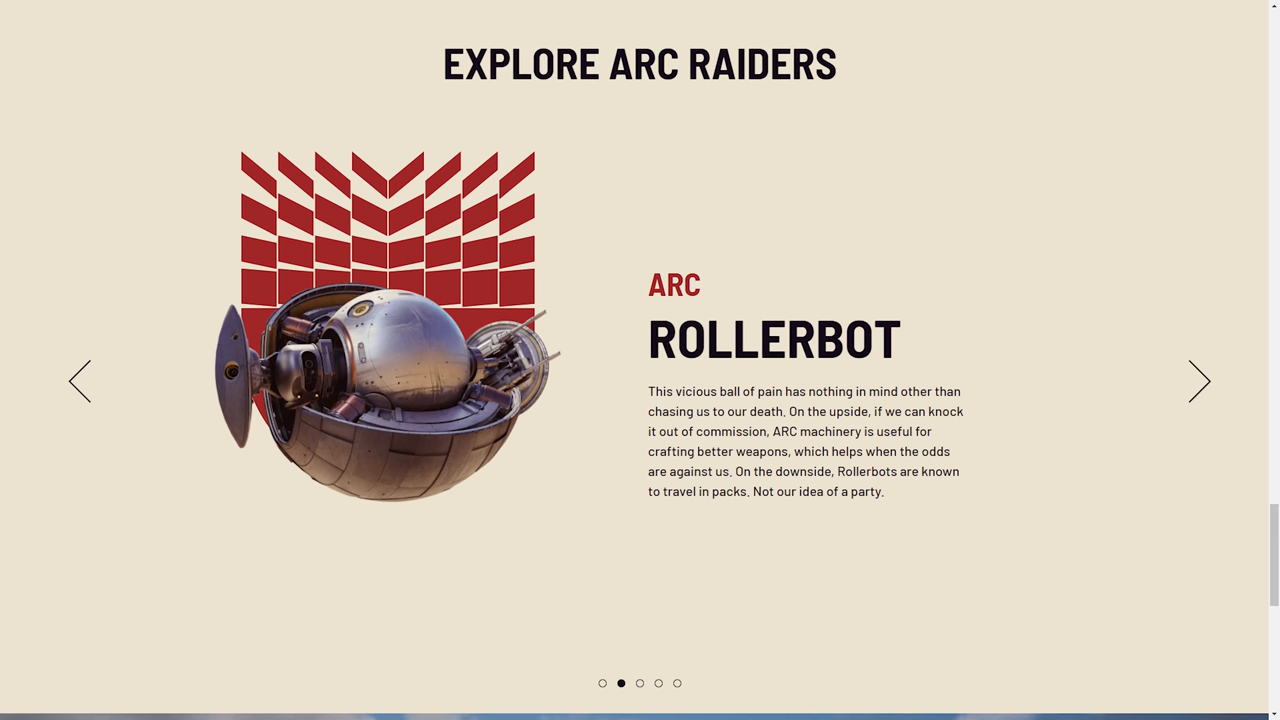 EXPLORE ARC RAIDERS
ARC
ROLLERBOT
This vicious ball of pain has nothing in mind other than
chasing us to our death. On the upside, if we can knock
it out of commission, ARC machinery is useful for
crafting better weapons, which helps when the odds
are against us. On the downside, Rollerbots are known
to travel in packs. Not our idea of a party.